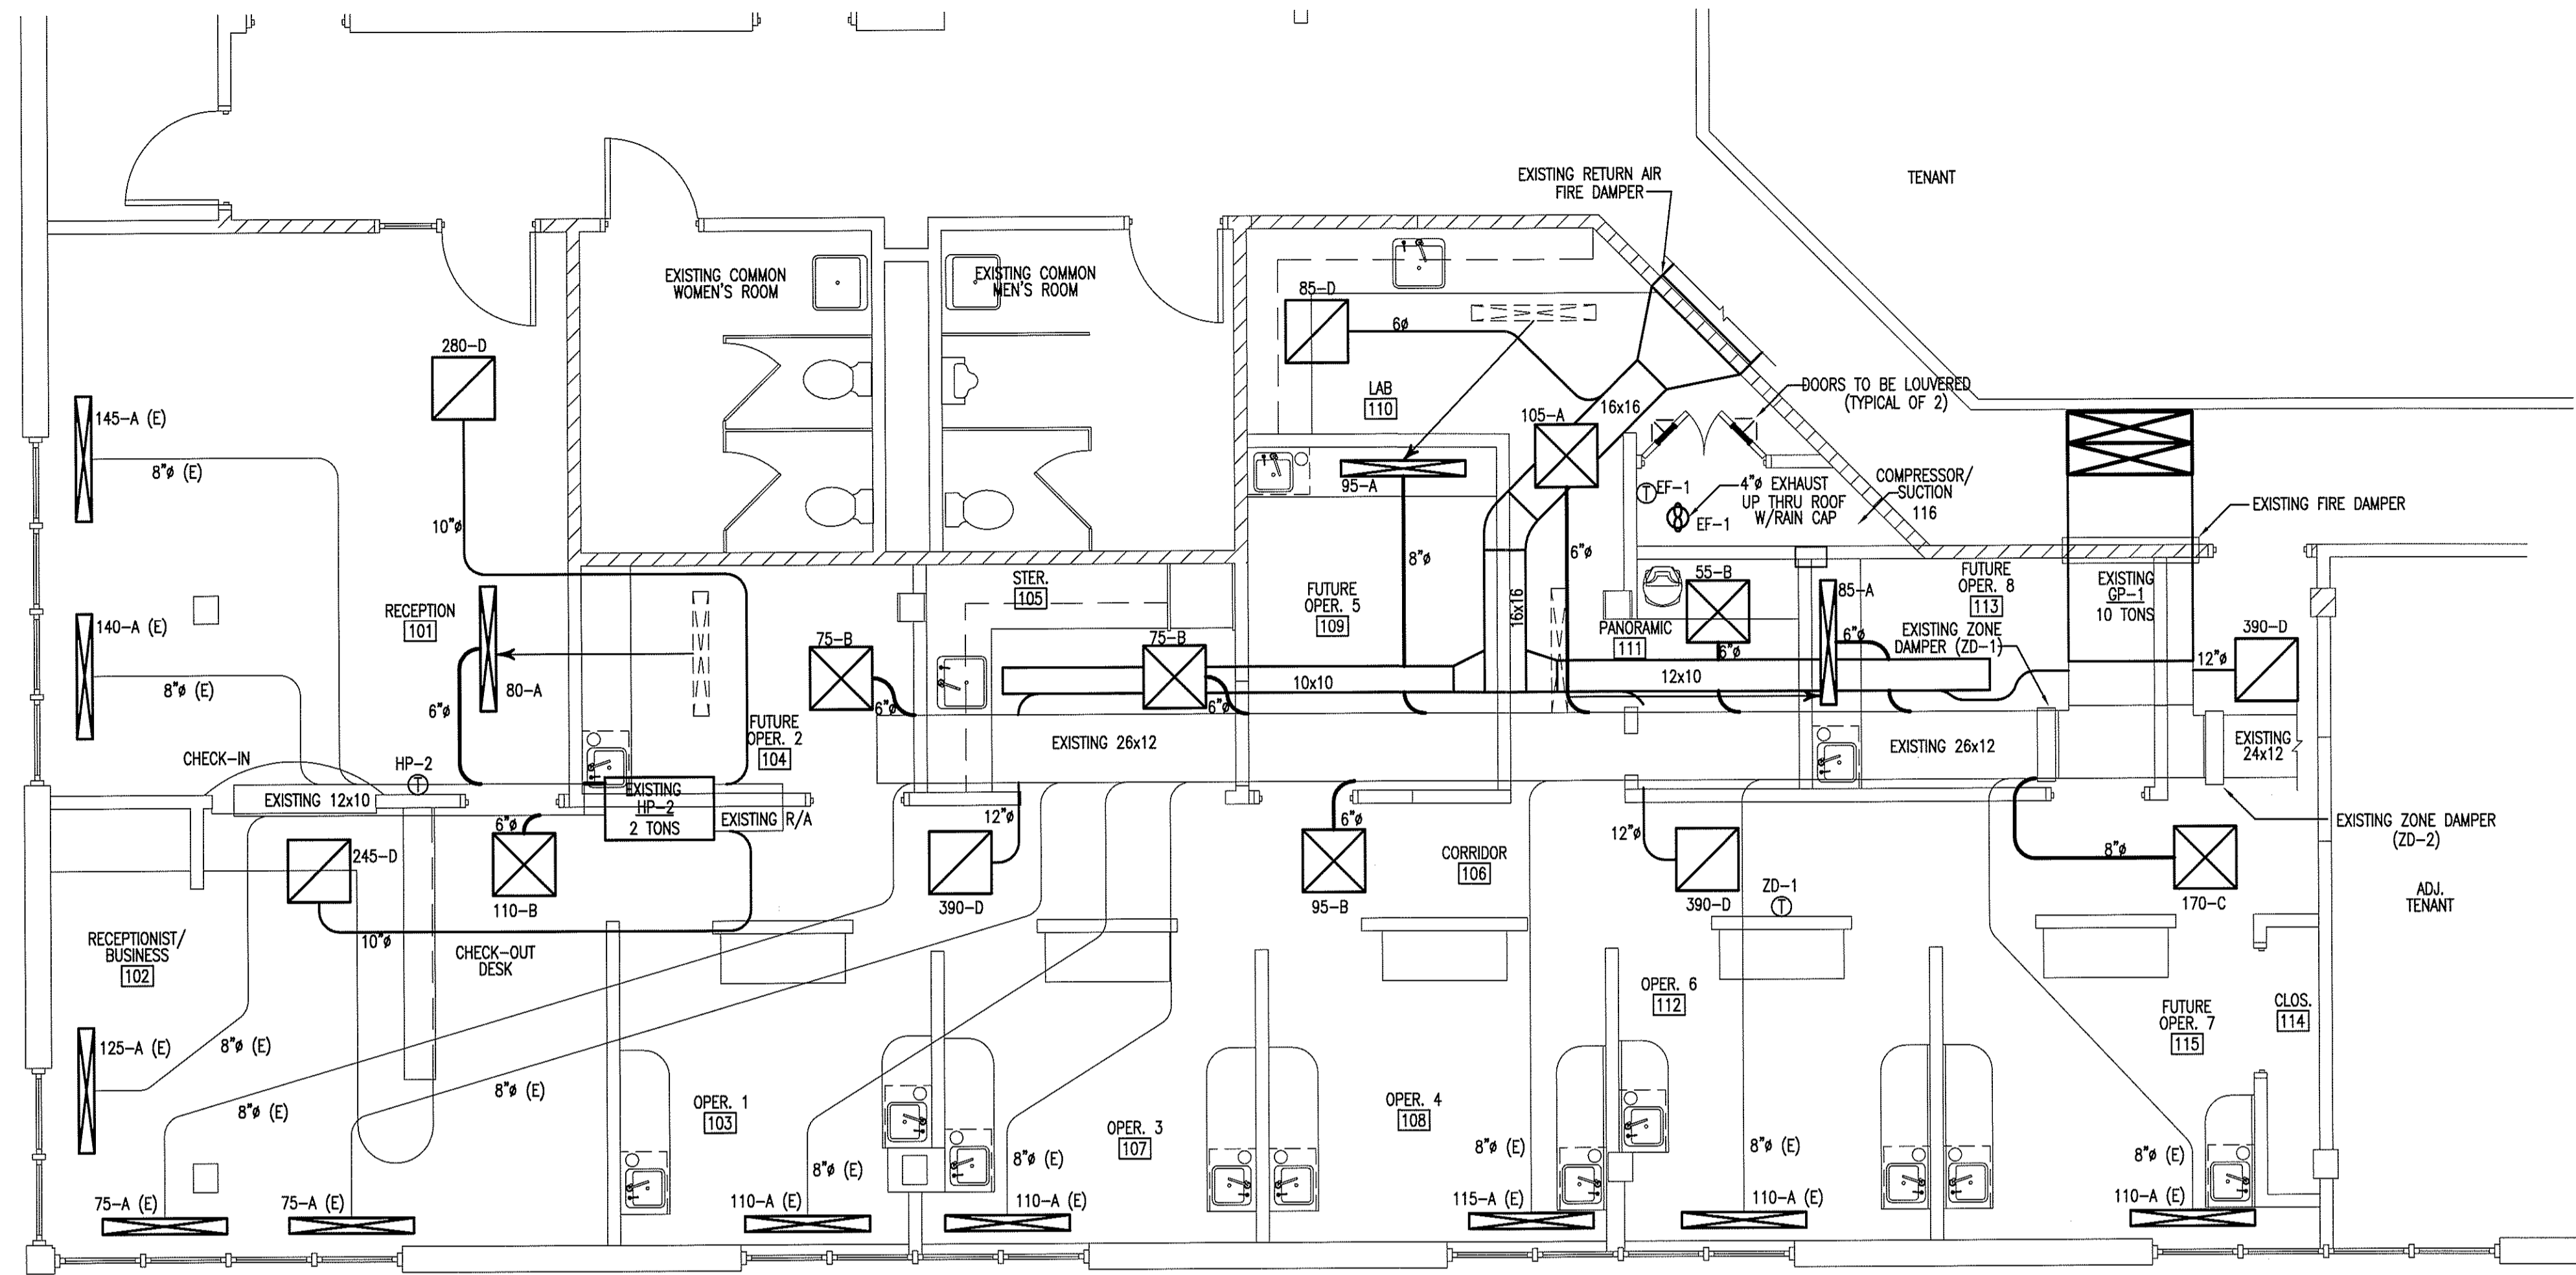 EXISTING RETURN AIR
FIRE DAMPER
TENANT
EXISTING COMMON
WOMEN'S ROOM
EXISTING COMMON
MEN'S ROOM
85-D
6ø
280-D
LAB
110
16x16
105-A
DOORS TO BE LOUVERED
(TYPICAL OF 2)
145-A (E)
8"ø (E)
95-A
EF-1
T
4"ø EXHAUST
UP THRU ROOF
W/RAIN CAP
EF-1
COMPRESSOR/
SUCTION
116
EXISTING FIRE DAMPER
10"ø
8"ø
6"ø
STER.
105
FUTURE
OPER. 5
109
16x16
55-B
FUTURE
OPER. 8
113
EXISTING
GP-1
10 TONS
85-A
RECEPTION
101
140-A (E)
8"ø (E)
80-A
6"ø
75-B
6"ø
75-B
6"ø
10x10
PANORAMIC
111
6"ø
12x10
6"ø
EXISTING ZONE
DAMPER (ZD-1)
390-D
12"ø
FUTURE
OPER. 2
104
EXISTING 26x12
EXISTING 26x12
EXISTING
24x12
CHECK-IN
HP-2
T
EXISTING 12x10
EXISTING
HP-2
2 TONS
EXISTING R/A
6"ø
12"ø
6"ø
12"ø
EXISTING ZONE DAMPER
(ZD-2)
245-D
110-B
390-D
95-B
CORRIDOR
106
390-D
ZD-1
T
8"ø
170-C
ADJ.
TENANT
RECEPTIONIST/
BUSINESS
102
10"ø
CHECK-OUT
DESK
OPER. 6
112
FUTURE
OPER. 7
115
CLOS.
114
125-A (E)
8"ø (E)
8"ø (E)
8"ø (E)
OPER. 1
103
OPER. 3
107
OPER. 4
108
8"ø (E)
8"ø (E)
8"ø (E)
8"ø (E)
8"ø (E)
75-A (E)
75-A (E)
110-A (E)
110-A (E)
115-A (E)
110-A (E)
110-A (E)